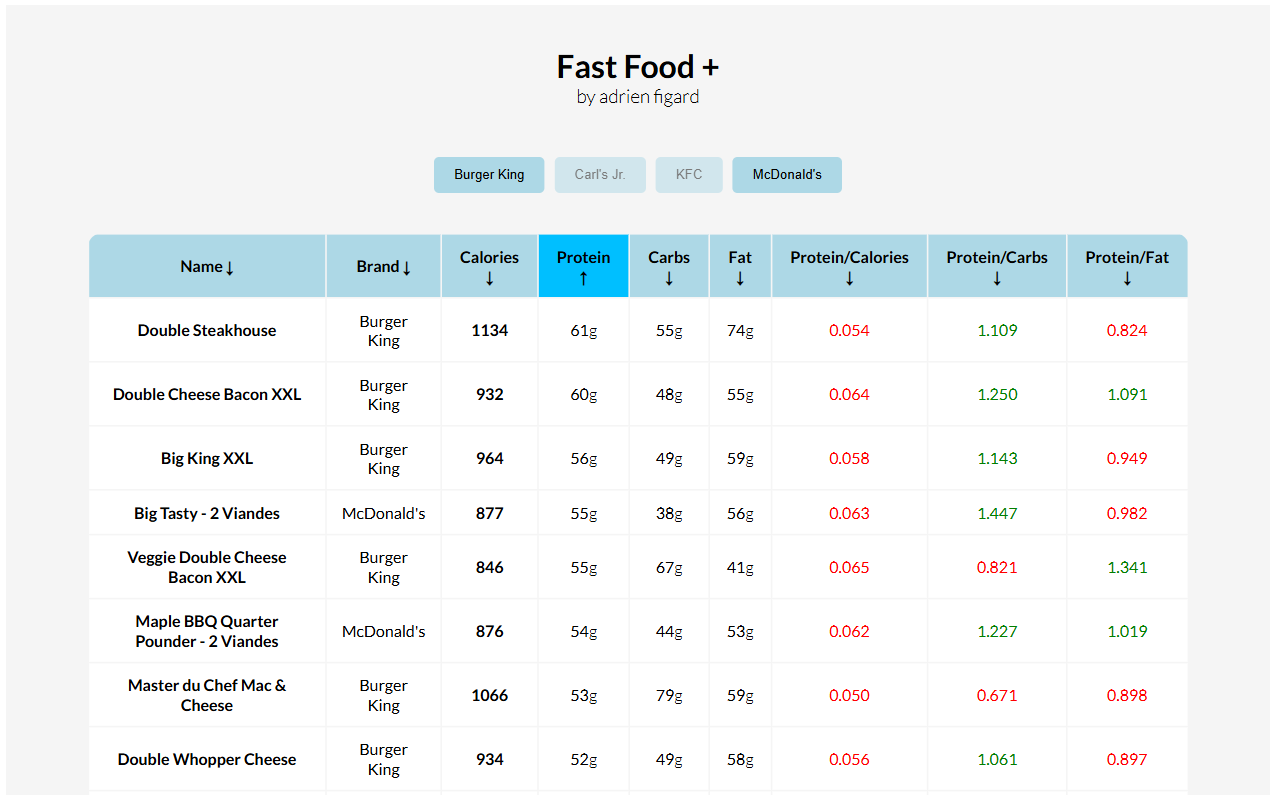 Fast Food +
by adrien figard
Burger King Carl's Jr. KFC McDonald's
Name↓ Brand↓ Calories ↓ Protein ↑ Carbs ↓ Fat ↓ Protein/Calories ↓ Protein/Carbs ↓ Protein/Fat ↓
Double Steakhouse Burger King 1134 61g 55g 74g 0.054 1.109 0.824
Double Cheese Bacon XXL Burger King 932 60g 48g 55g 0.064 1.250 1.091
Big King XXL Burger King 964 56g 49g 59g 0.058 1.143 0.949
Big Tasty - 2 Viandes McDonald's 877 55g 38g 56g 0.063 1.447 0.982
Veggie Double Cheese Bacon XXL Burger King 846 55g 67g 41g 0.065 0.821 1.341
Maple BBQ Quarter Pounder - 2 Viandes McDonald's 876 54g 44g 53g 0.062 1.227 1.019
Master du Chef Mac & Cheese Burger King 1066 53g 79g 59g 0.050 0.671 0.898
Double Whopper Cheese Burger King 934 52g 49g 58g 0.056 1.061 0.897